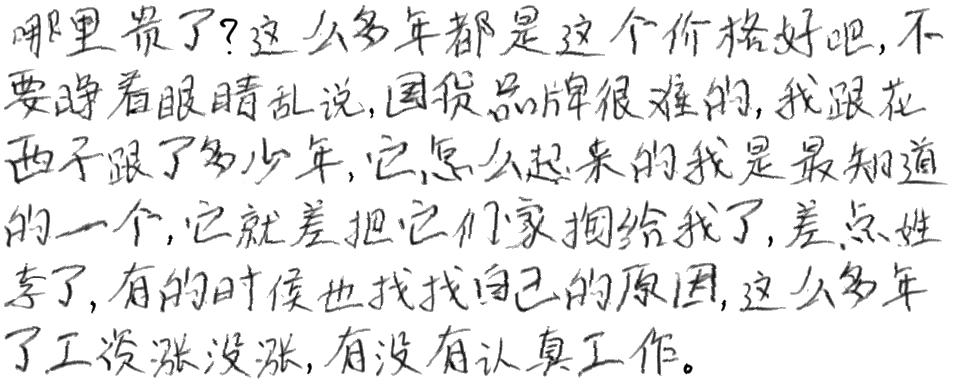 哪里贵了?这么多年都是这个价格好吧,不
要睁着眼睛乱说,国货品牌很难的,我跟花
西子跟了多少年,它怎么起来的我是最知道
的一个,它就差把它们家掏给我了,差点姓
李了,有的时候也找找自己的原因,这么多年
了工资涨没涨,有没有认真工作。